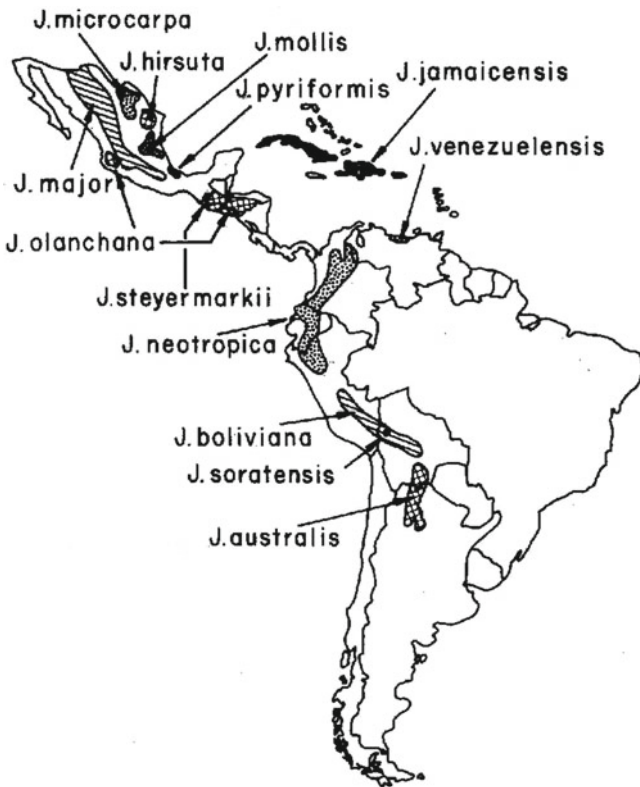 J. microcarpa
J. mollis
J. hirsuta
J. pyriformis
J. jamaicensis
J. venezuelensis
J. major
J. olanchana
J. steyermarkii
J. neotropica
J. boliviana
J. soratensis
J. australis